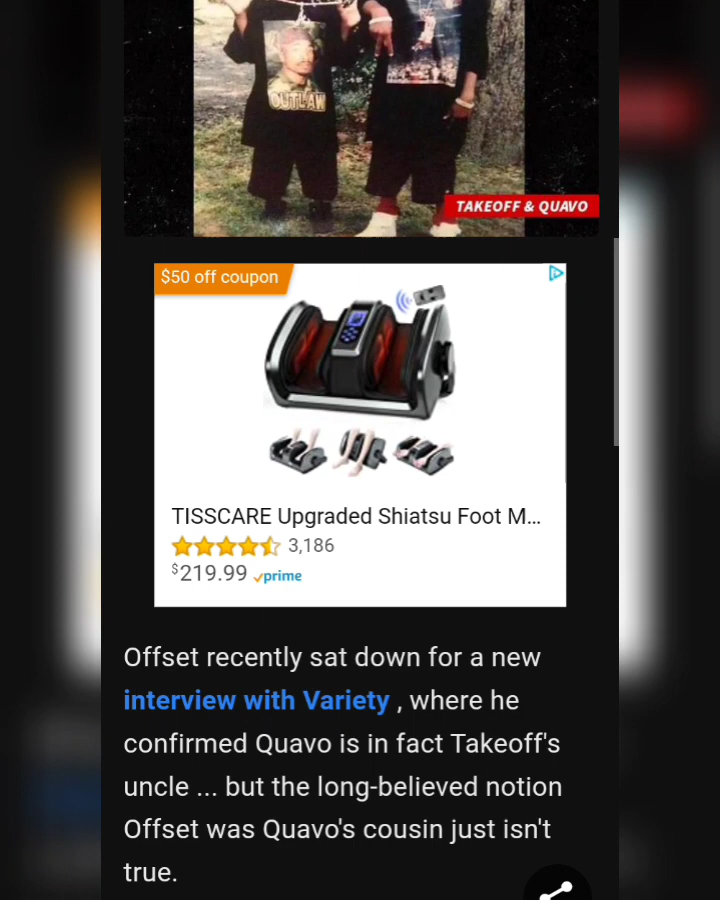 OUTLAW
TAKEOFF & QUAVO
$50 off coupon
TISSCARE Upgraded Shiatsu Foot M...
3,186
$219.99 prime
Offset recently sat down for a new
interview with Variety , where he
confirmed Quavo is in fact Takeoff's
uncle ... but the long-believed notion
Offset was Quavo's cousin just isn't
true.